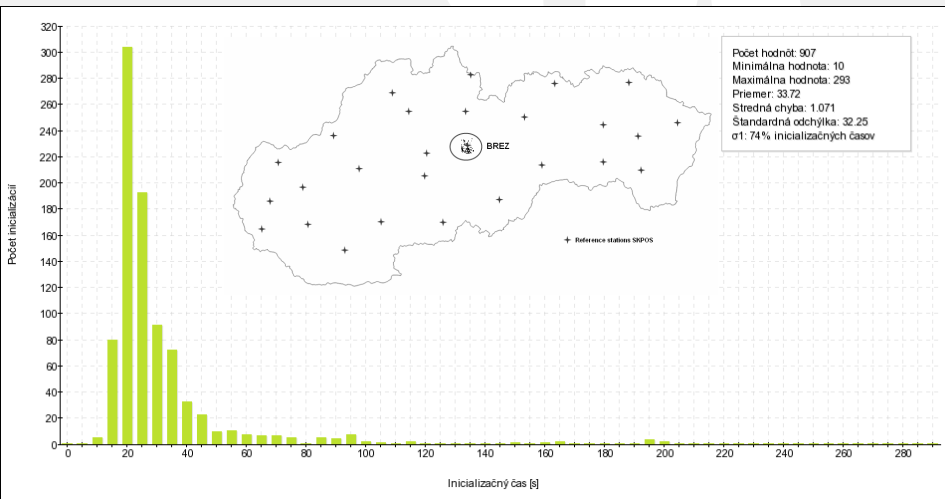 320
300
280
260
240
220
200
180
160
140
120
100
80
60
40
20
0
Počet inicializácií
0 20 40 60 80 100 120 140 160 180 200 220 240 260 280
Inicializačný čas [s]
BREZ
Reference stations SKPOS
Počet hodnôt: 907
Minimálna hodnota: 10
Maximálna hodnota: 293
Priemer: 33.72
Stredná chyba: 1.071
Štandardná odchýlka: 32.25
σ1: 74% inicializačných časov